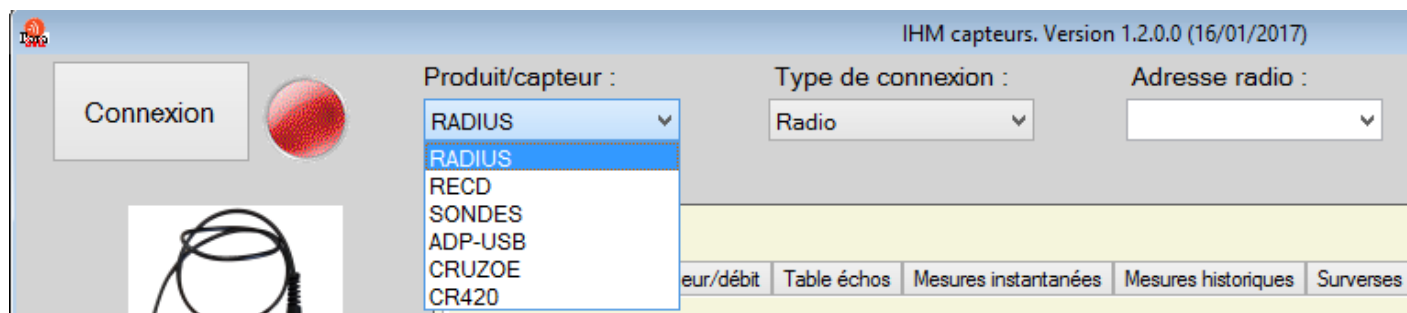 IHM capteurs. Version 1.2.0.0 (16/01/2017)
Connexion
Produit/capteur :
Type de connexion :
Adresse radio :
RADIUS
Radio
RADIUS
RECD
SONDES
ADP-USB
CRUZOE
CR420
eur/débit
Table échos
Mesures instantanées
Mesures historiques
Surverses